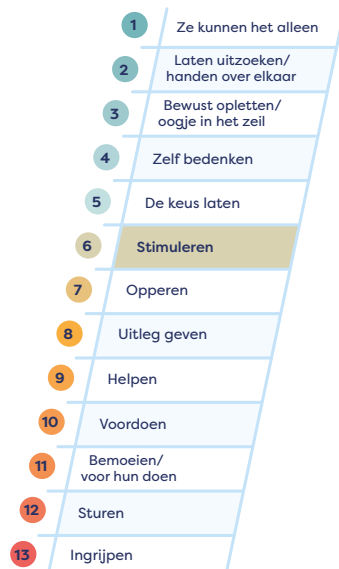 1 Ze kunnen het alleen
2 Laten uitzoeken/
handen over elkaar
3 Bewust opletten/
oogje in het zeil
4 Zelf bedenken
5 De keus laten
6 Stimuleren
7 Opperen
8 Uitleg geven
9 Helpen
10 Voordoen
11 Bemoeien/
voor hun doen
12 Sturen
13 Ingrijpen